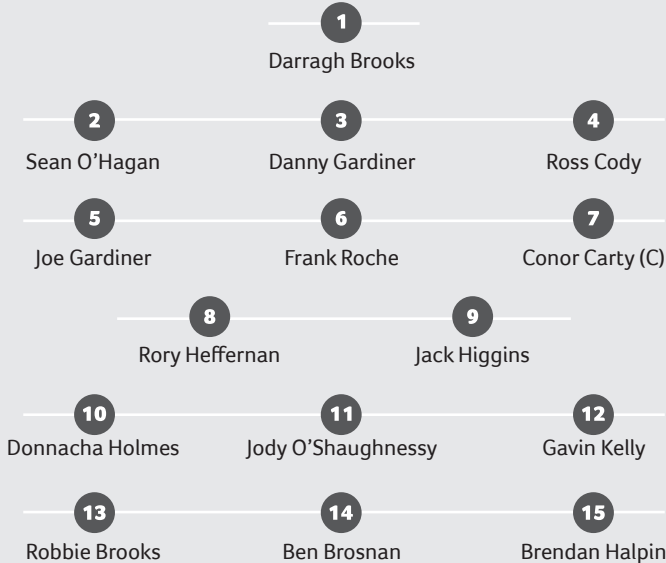 1
Darragh Brooks
2 3 4
Sean O’Hagan Danny Gardiner Ross Cody
5 6 7
Joe Gardiner Frank Roche Conor Carty (C)
8 9
Rory Heffernan Jack Higgins
10 11 12
Donnacha Holmes Jody O’Shaughnessy Gavin Kelly
13 14 15
Robbie Brooks Ben Brosnan Brendan Halpin